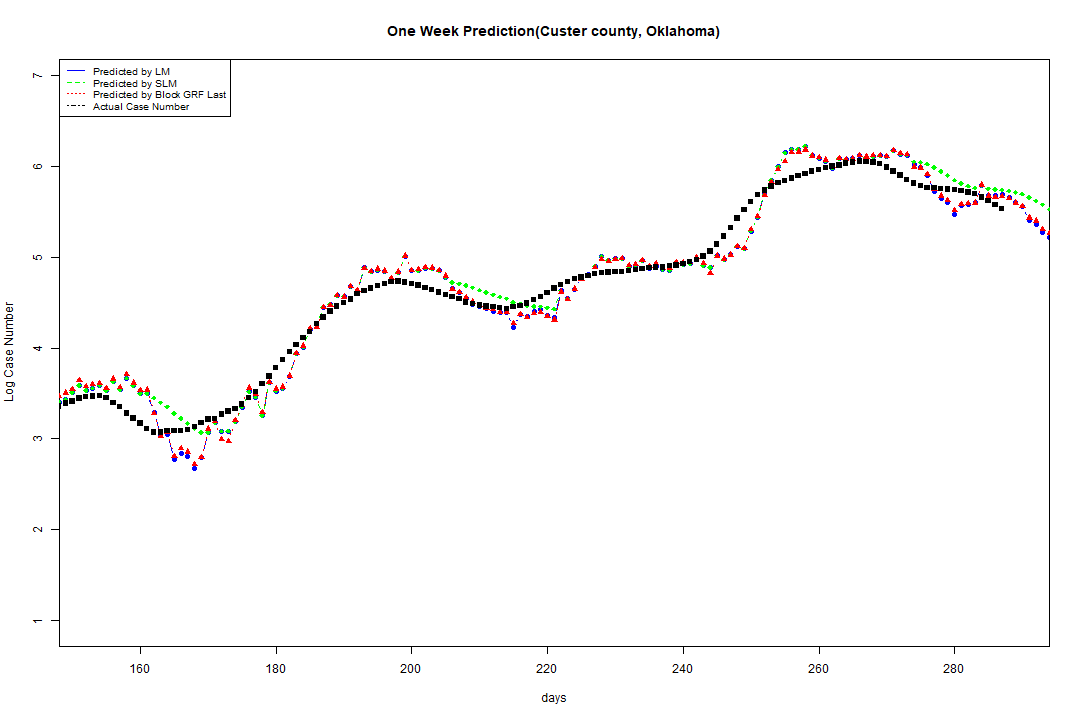 One Week Prediction(Custer county, Oklahoma)
Predicted by LM
Predicted by SLM
Predicted by Block GRF Last
Actual Case Number
7
6
5
4
3
2
1
Log Case Number
160 180 200 220 240 260 280
days